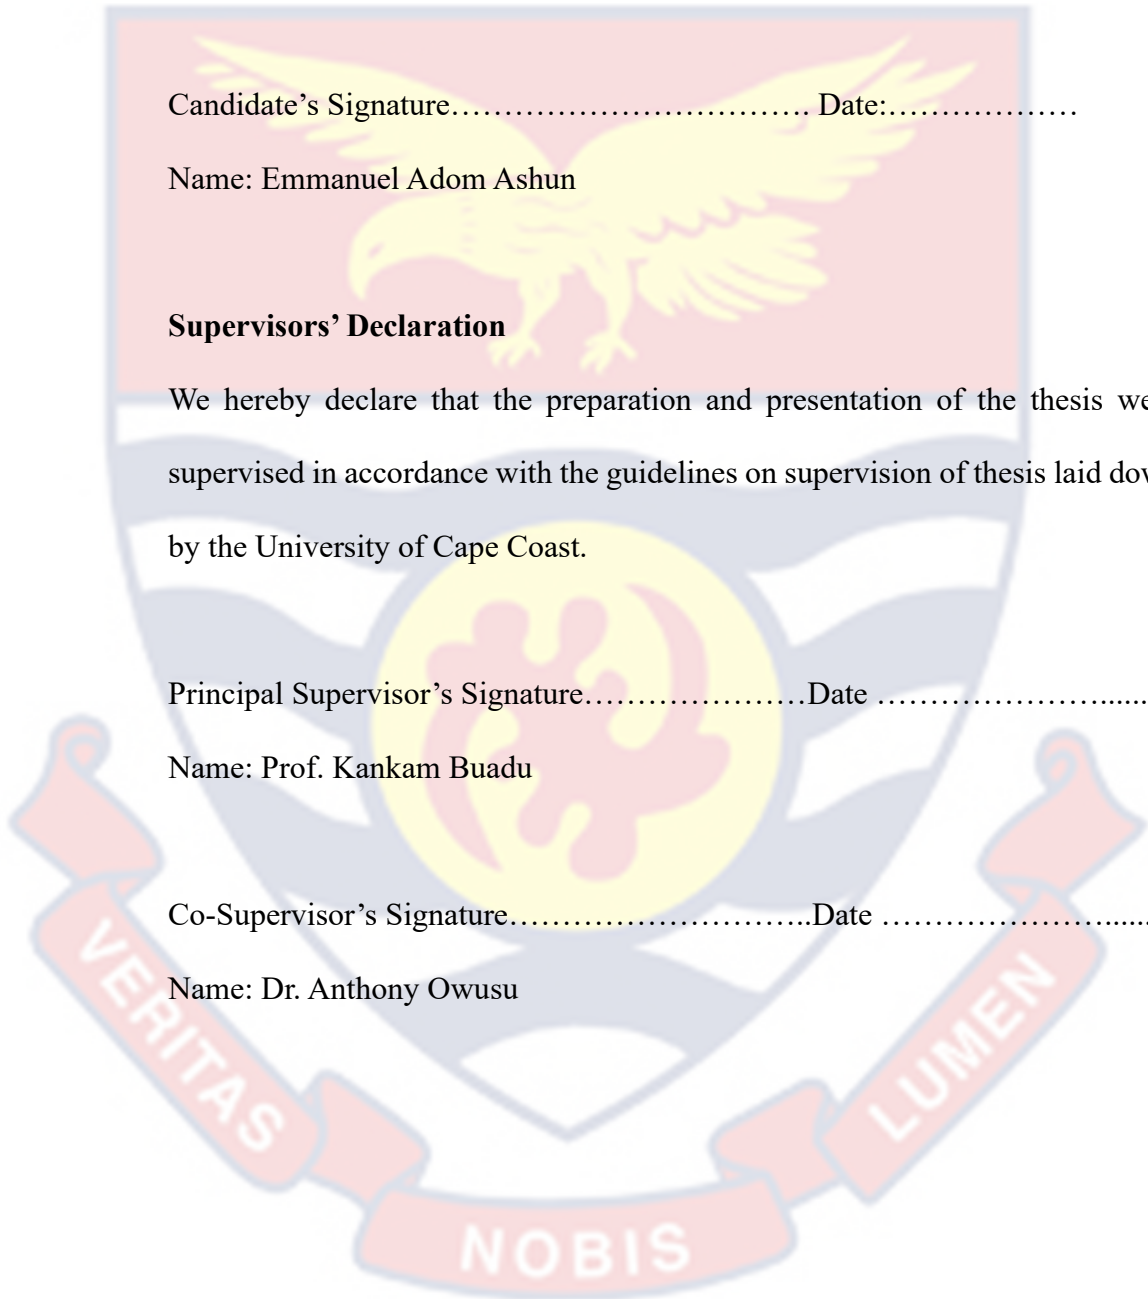 Candidate’s Signature……………………………. Date:………………
Name: Emmanuel Adom Ashun
Supervisors’ Declaration
We hereby declare that the preparation and presentation of the thesis we
supervised in accordance with the guidelines on supervision of thesis laid dow
by the University of Cape Coast.
Principal Supervisor’s Signature…………………Date …………………......
Name: Prof. Kankam Buadu
Co-Supervisor’s Signature………………………..Date …………………......
Name: Dr. Anthony Owusu
VERITAS
NOBIS
LUMEN